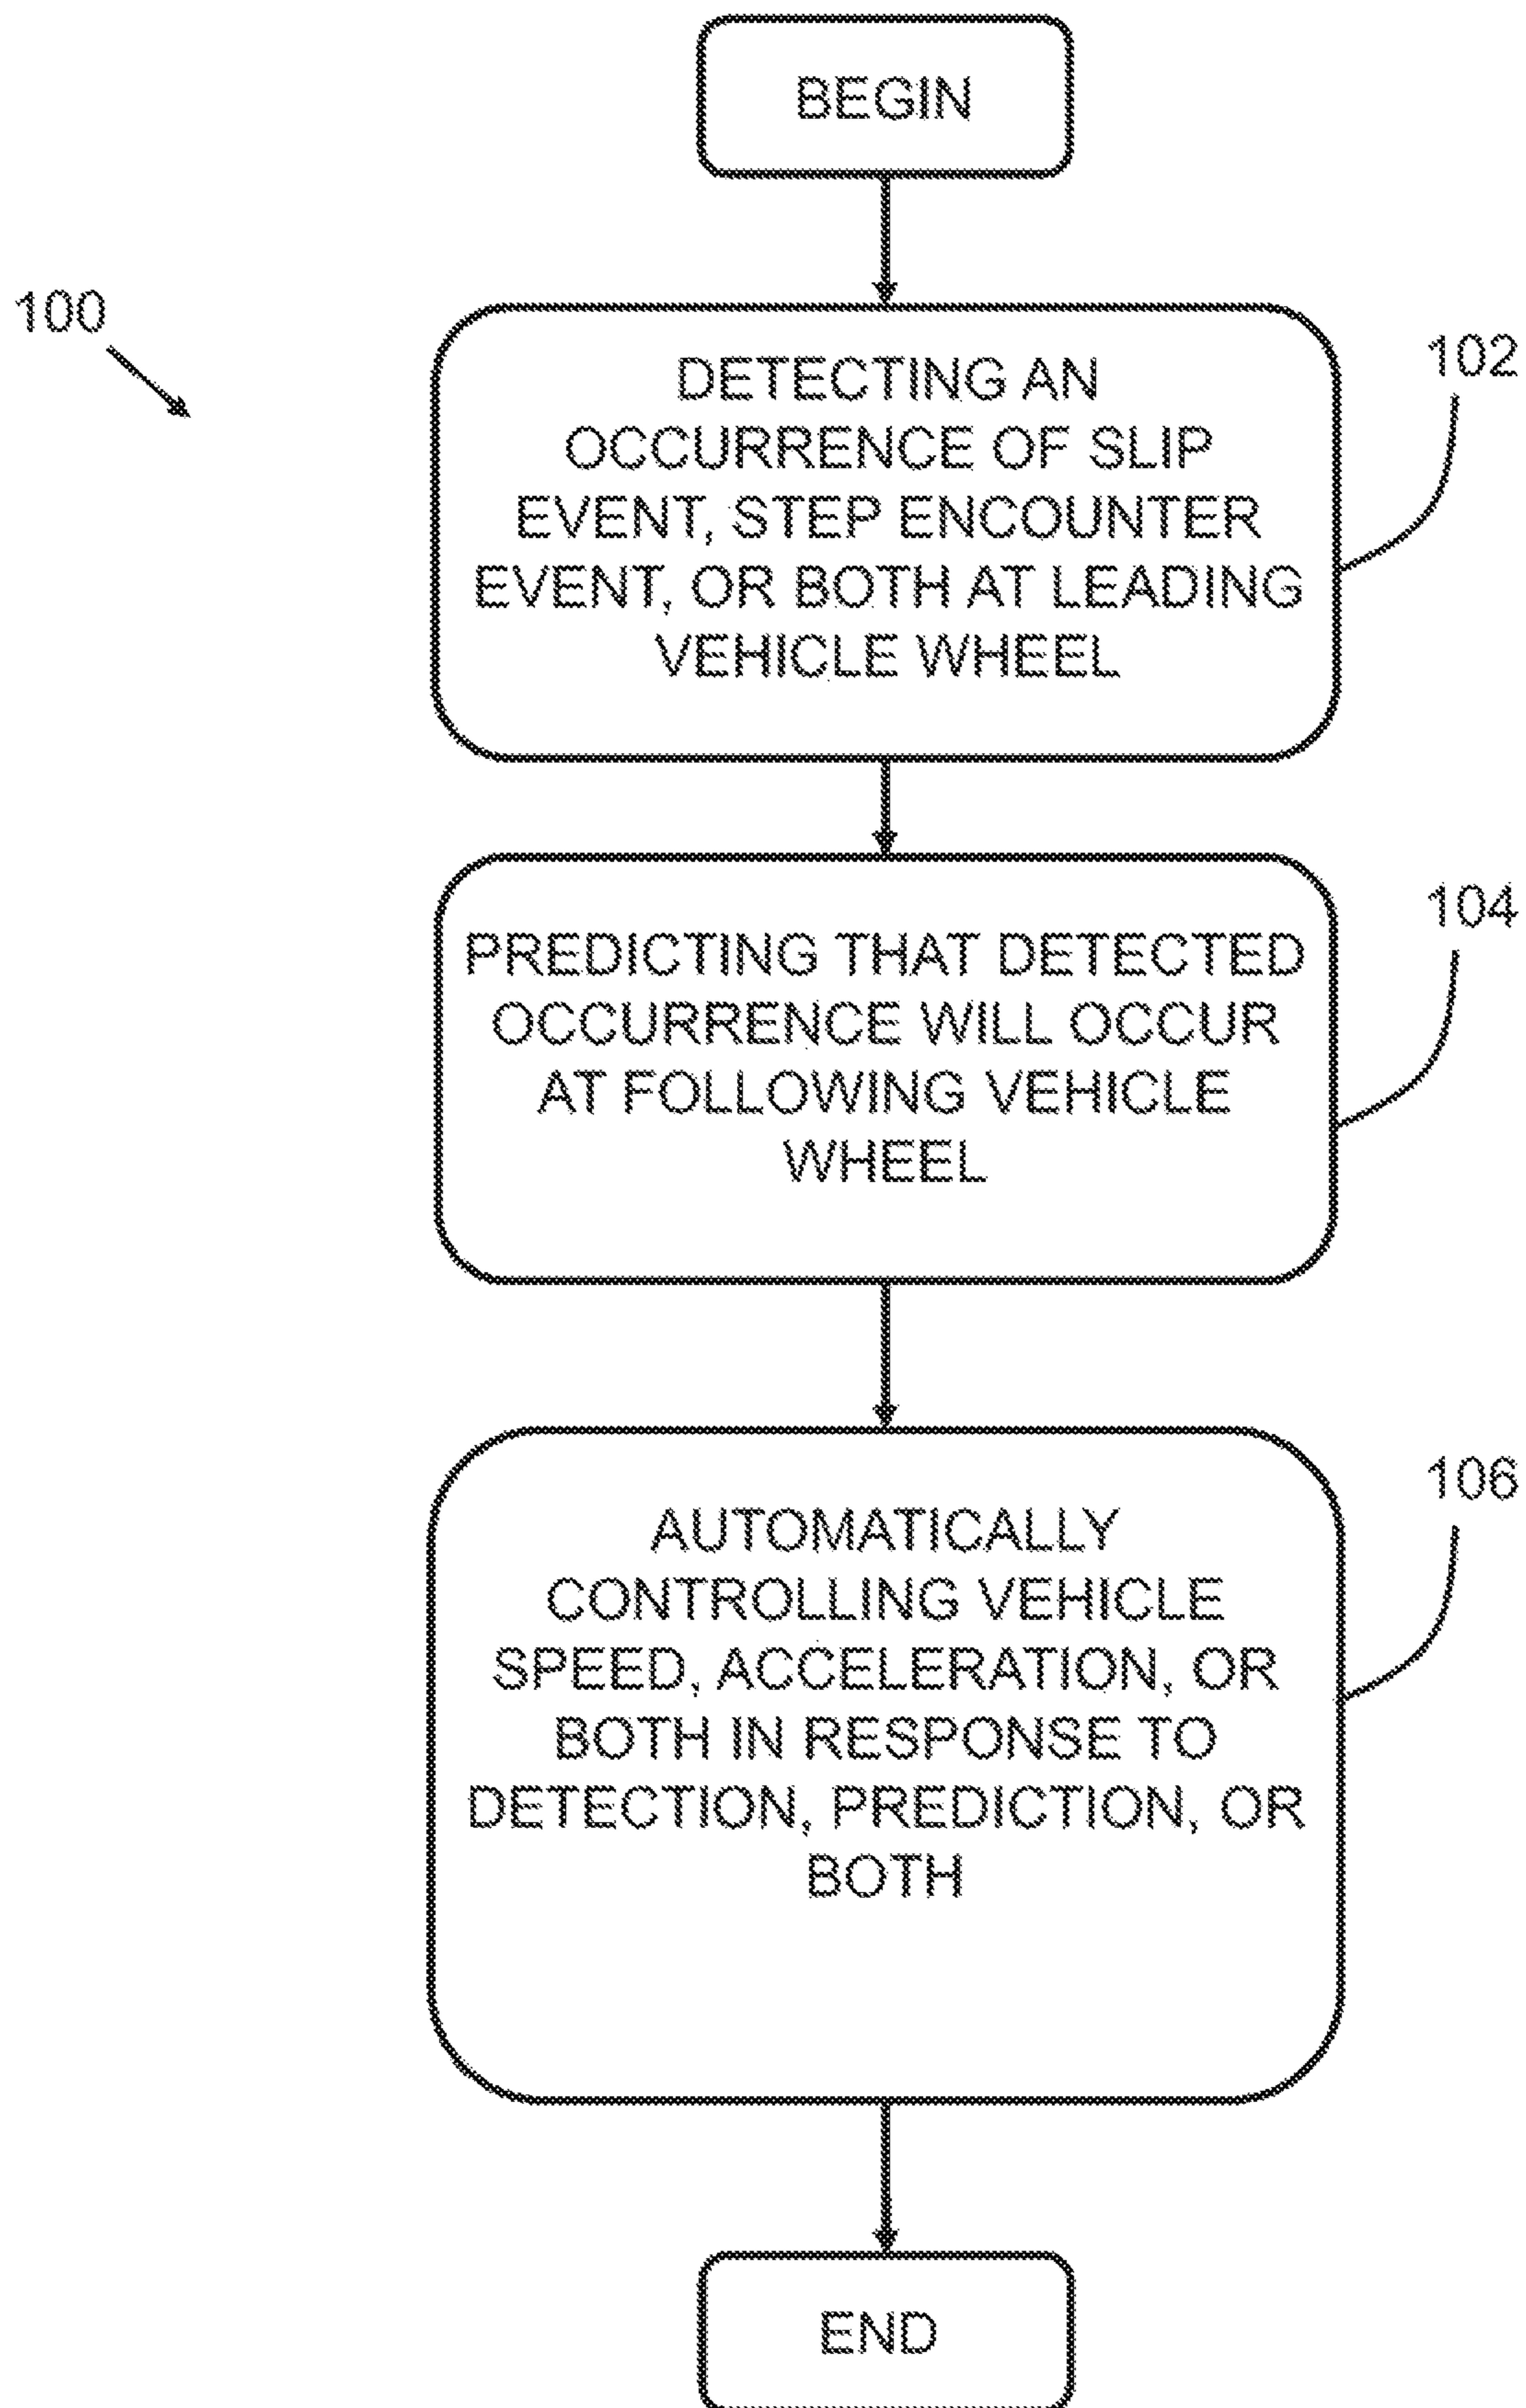 BEGIN
100
DETECTING AN
OCCURRENCE OF SLIP
EVENT, STEP ENCOUNTER
EVENT, OR BOTH AT LEADING
VEHICLE WHEEL
102
PREDICTING THAT DETECTED
OCCURRENCE WILL OCCUR
AT FOLLOWING VEHICLE
WHEEL
104
AUTOMATICALLY
CONTROLLING VEHICLE
SPEED, ACCELERATION, OR
BOTH IN RESPONSE TO
DETECTION, PREDICTION, OR
BOTH
106
END